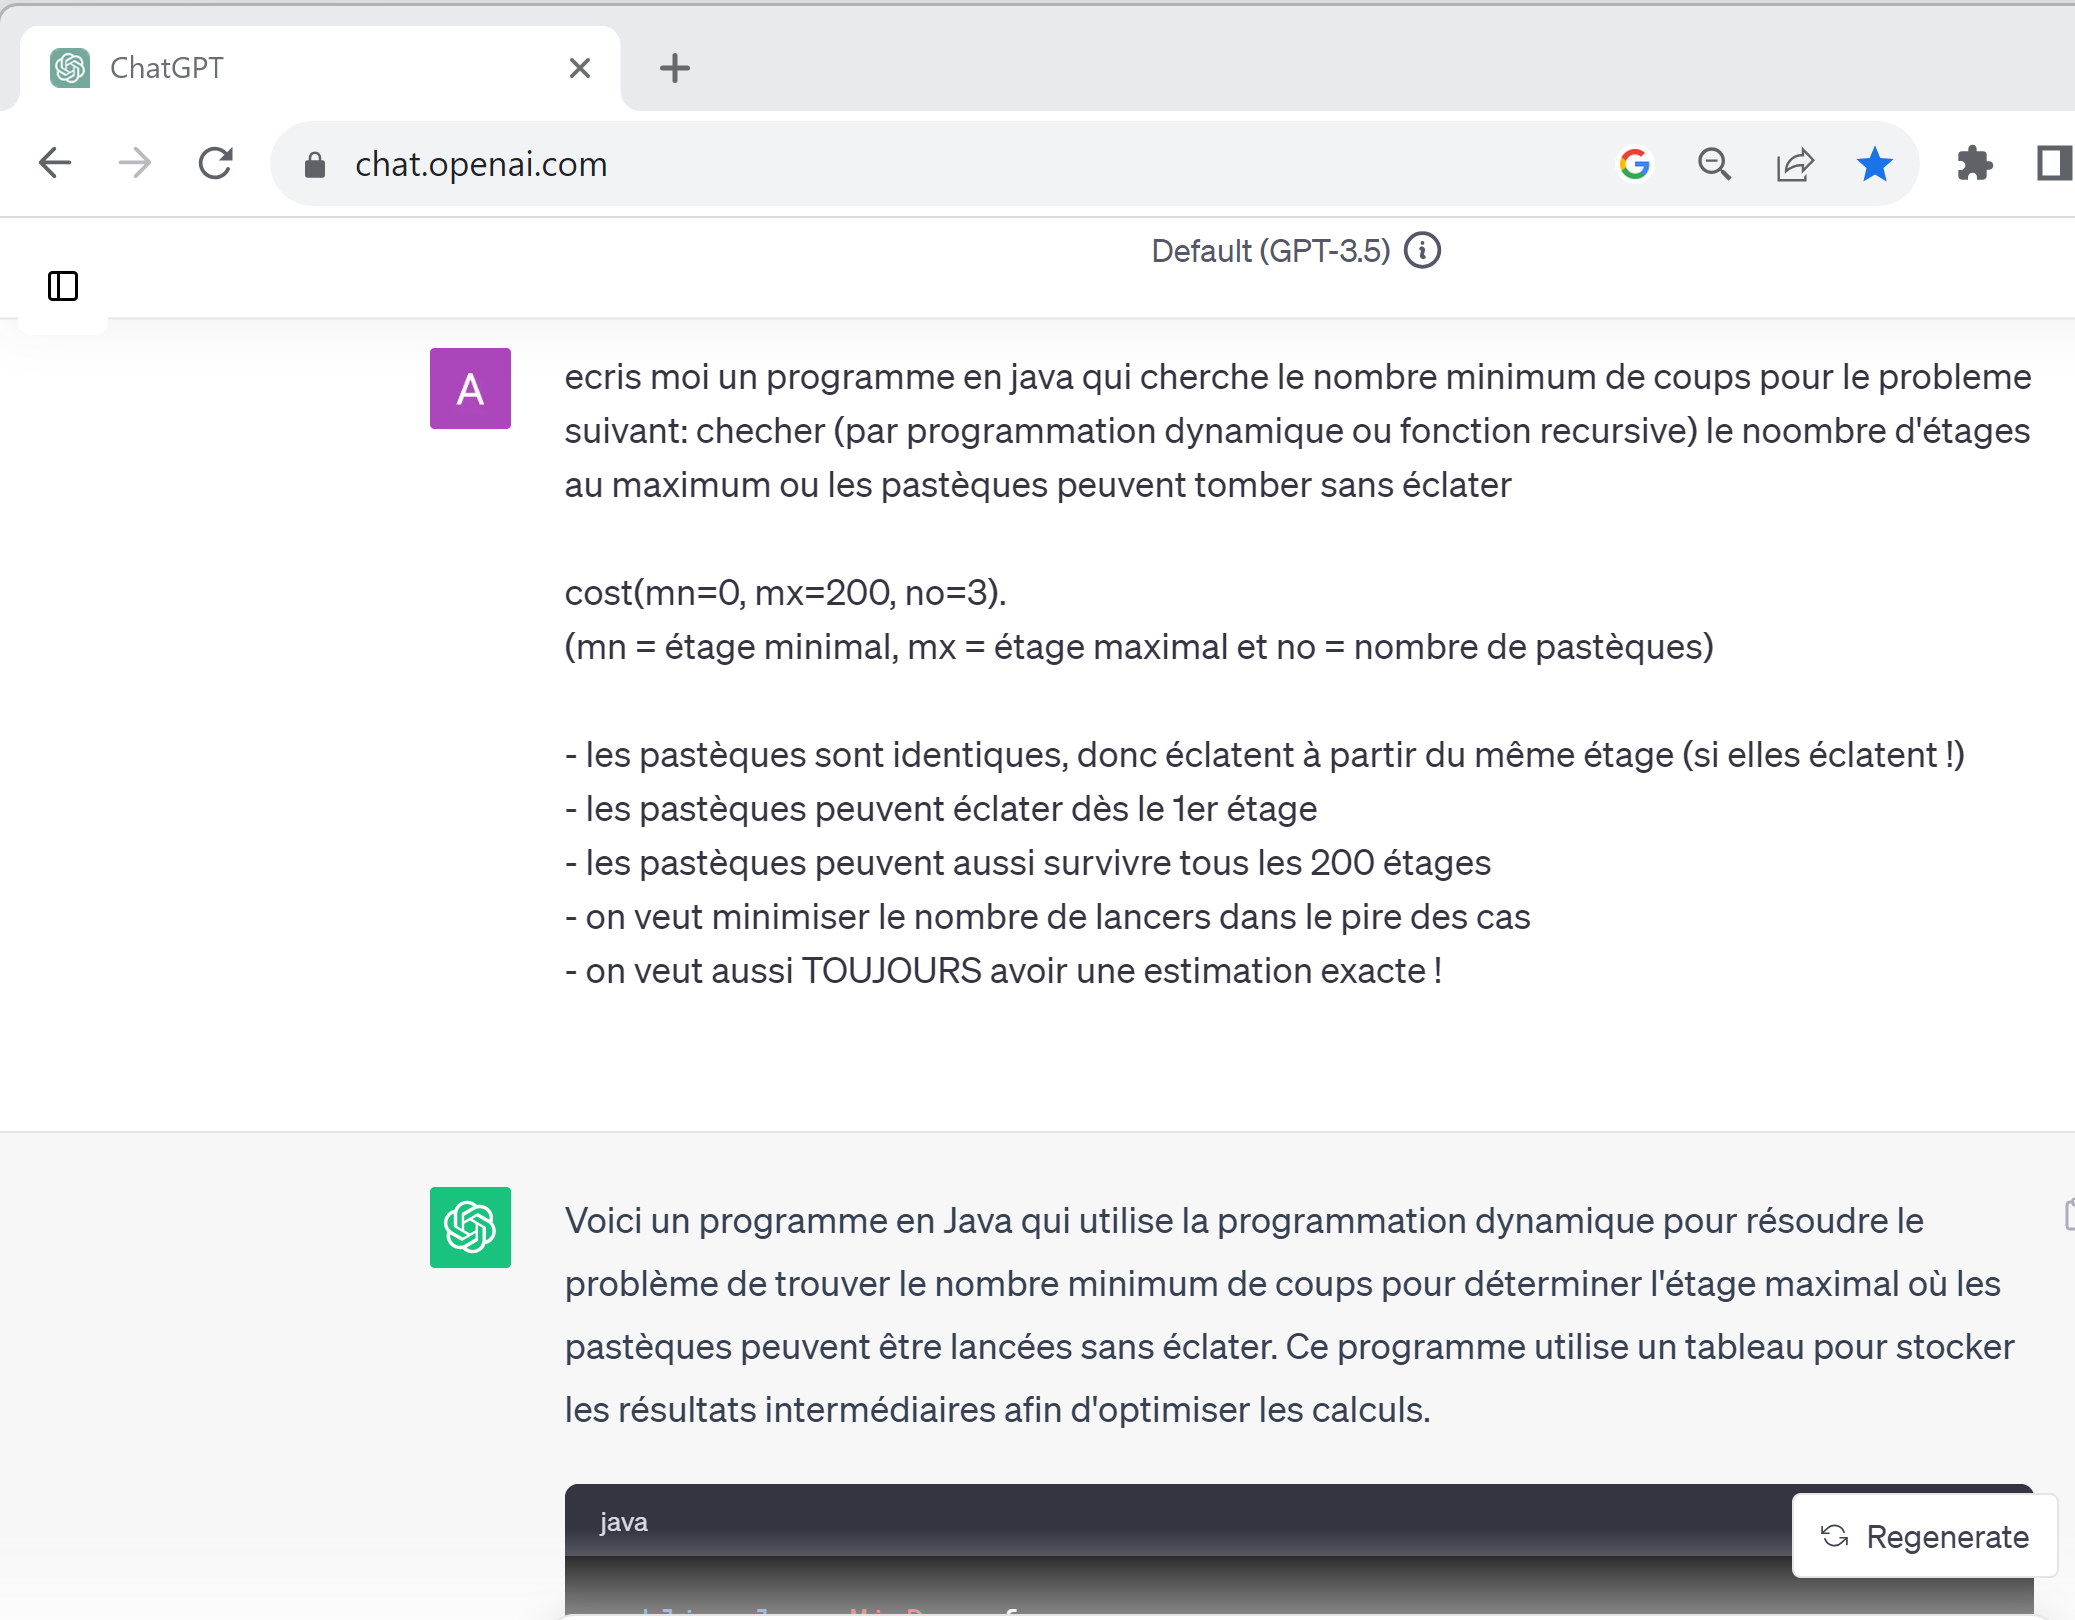 ChatGPT
chat.openai.com
Default (GPT-3.5)
A
ecris moi un programme en java qui cherche le nombre minimum de coups pour le probleme
suivant: checher (par programmation dynamique ou fonction recursive) le noombre d'étages
au maximum ou les pastèques peuvent tomber sans éclater
cost(mn=0, mx=200, no=3).
(mn = étage minimal, mx = étage maximal et no = nombre de pastèques)
- les pastèques sont identiques, donc éclatent à partir du même étage (si elles éclatent !)
- les pastèques peuvent éclater dès le 1er étage
- les pastèques peuvent aussi survivre tous les 200 étages
- on veut minimiser le nombre de lancers dans le pire des cas
- on veut aussi TOUJOURS avoir une estimation exacte !
Voici un programme en Java qui utilise la programmation dynamique pour résoudre le
problème de trouver le nombre minimum de coups pour déterminer l'étage maximal où les
pastèques peuvent être lancées sans éclater. Ce programme utilise un tableau pour stocker
les résultats intermédiaires afin d'optimiser les calculs.
java
Regenerate